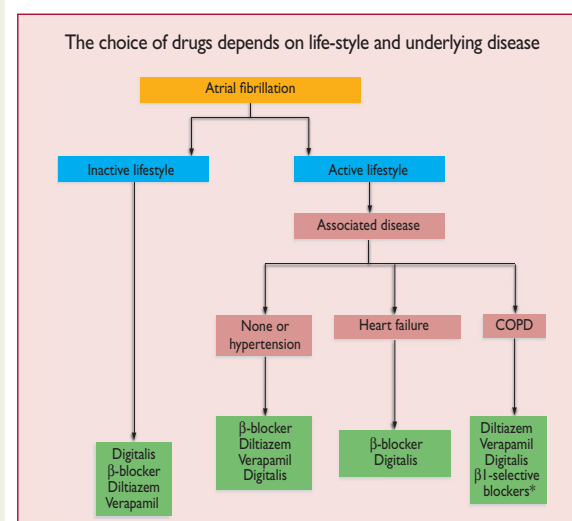 The choice of drugs depends on life-style and underlying disease
Atrial fibrillation
Inactive lifestyle
Active lifestyle
Associated disease
None or
hypertension
Heart failure
COPD
Digitalis
β-blocker
Diltiazem
Verapamil
β-blocker
Diltiazem
Verapamil
Digitalis
β-blocker
Digitalis
Diltiazem
Verapamil
Digitalis
β1-selective
blockers*